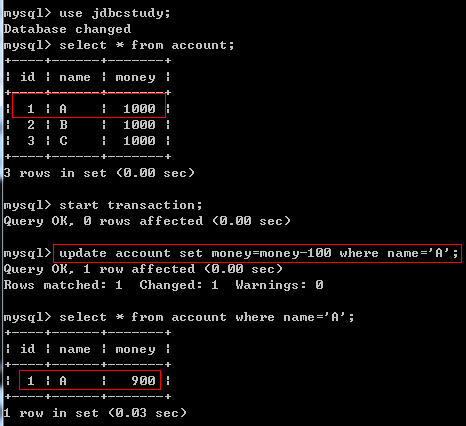 mysql> use jdbcstudy;
Database changed
mysql> select * from account;
+----+------+-------+
| id | name | money |
+----+------+-------+
| 1 | A | 1000 |
| 2 | B | 1000 |
| 3 | C | 1000 |
+----+------+-------+
3 rows in set (0.00 sec)
mysql> start transaction;
Query OK, 0 rows affected (0.00 sec)
mysql> update account set money=money-100 where name='A';
Query OK, 1 row affected (0.00 sec)
Rows matched: 1 Changed: 1 Warnings: 0
mysql> select * from account where name='A';
+----+------+-------+
| id | name | money |
+----+------+-------+
| 1 | A | 900 |
+----+------+-------+
1 row in set (0.03 sec)